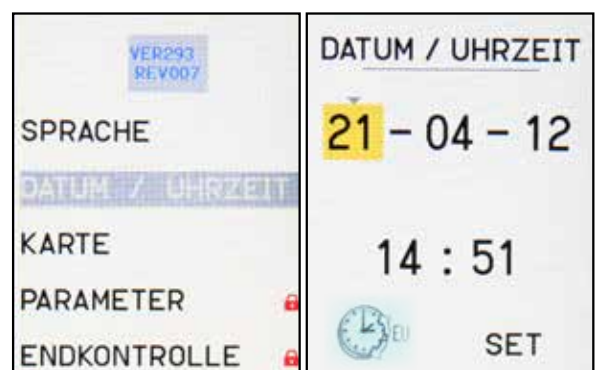 VER293
REV007
SPRACHE
DATUM / UHRZEIT
KARTE
PARAMETER
ENDKONTROLLE
DATUM / UHRZEIT
21 - 04 - 12
14 : 51
EU
SET